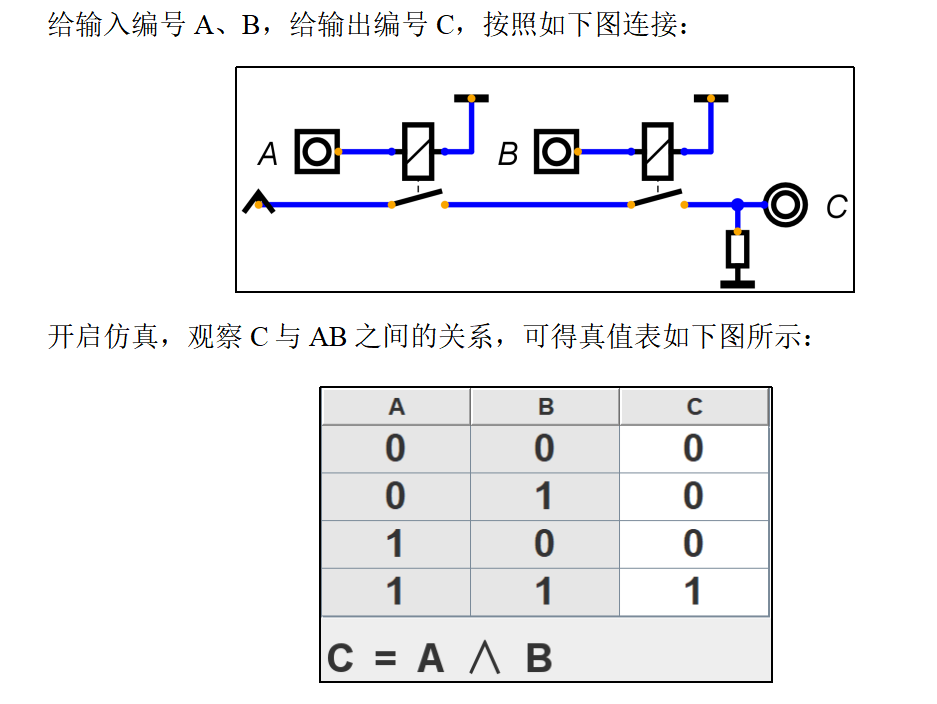 给输入编号 A、B，给输出编号 C，按照如下图连接：
A B C
开启仿真，观察 C 与 AB 之间的关系，可得真值表如下图所示：
A B C
0 0 0
0 1 0
1 0 0
1 1 1
C = A ∧ B